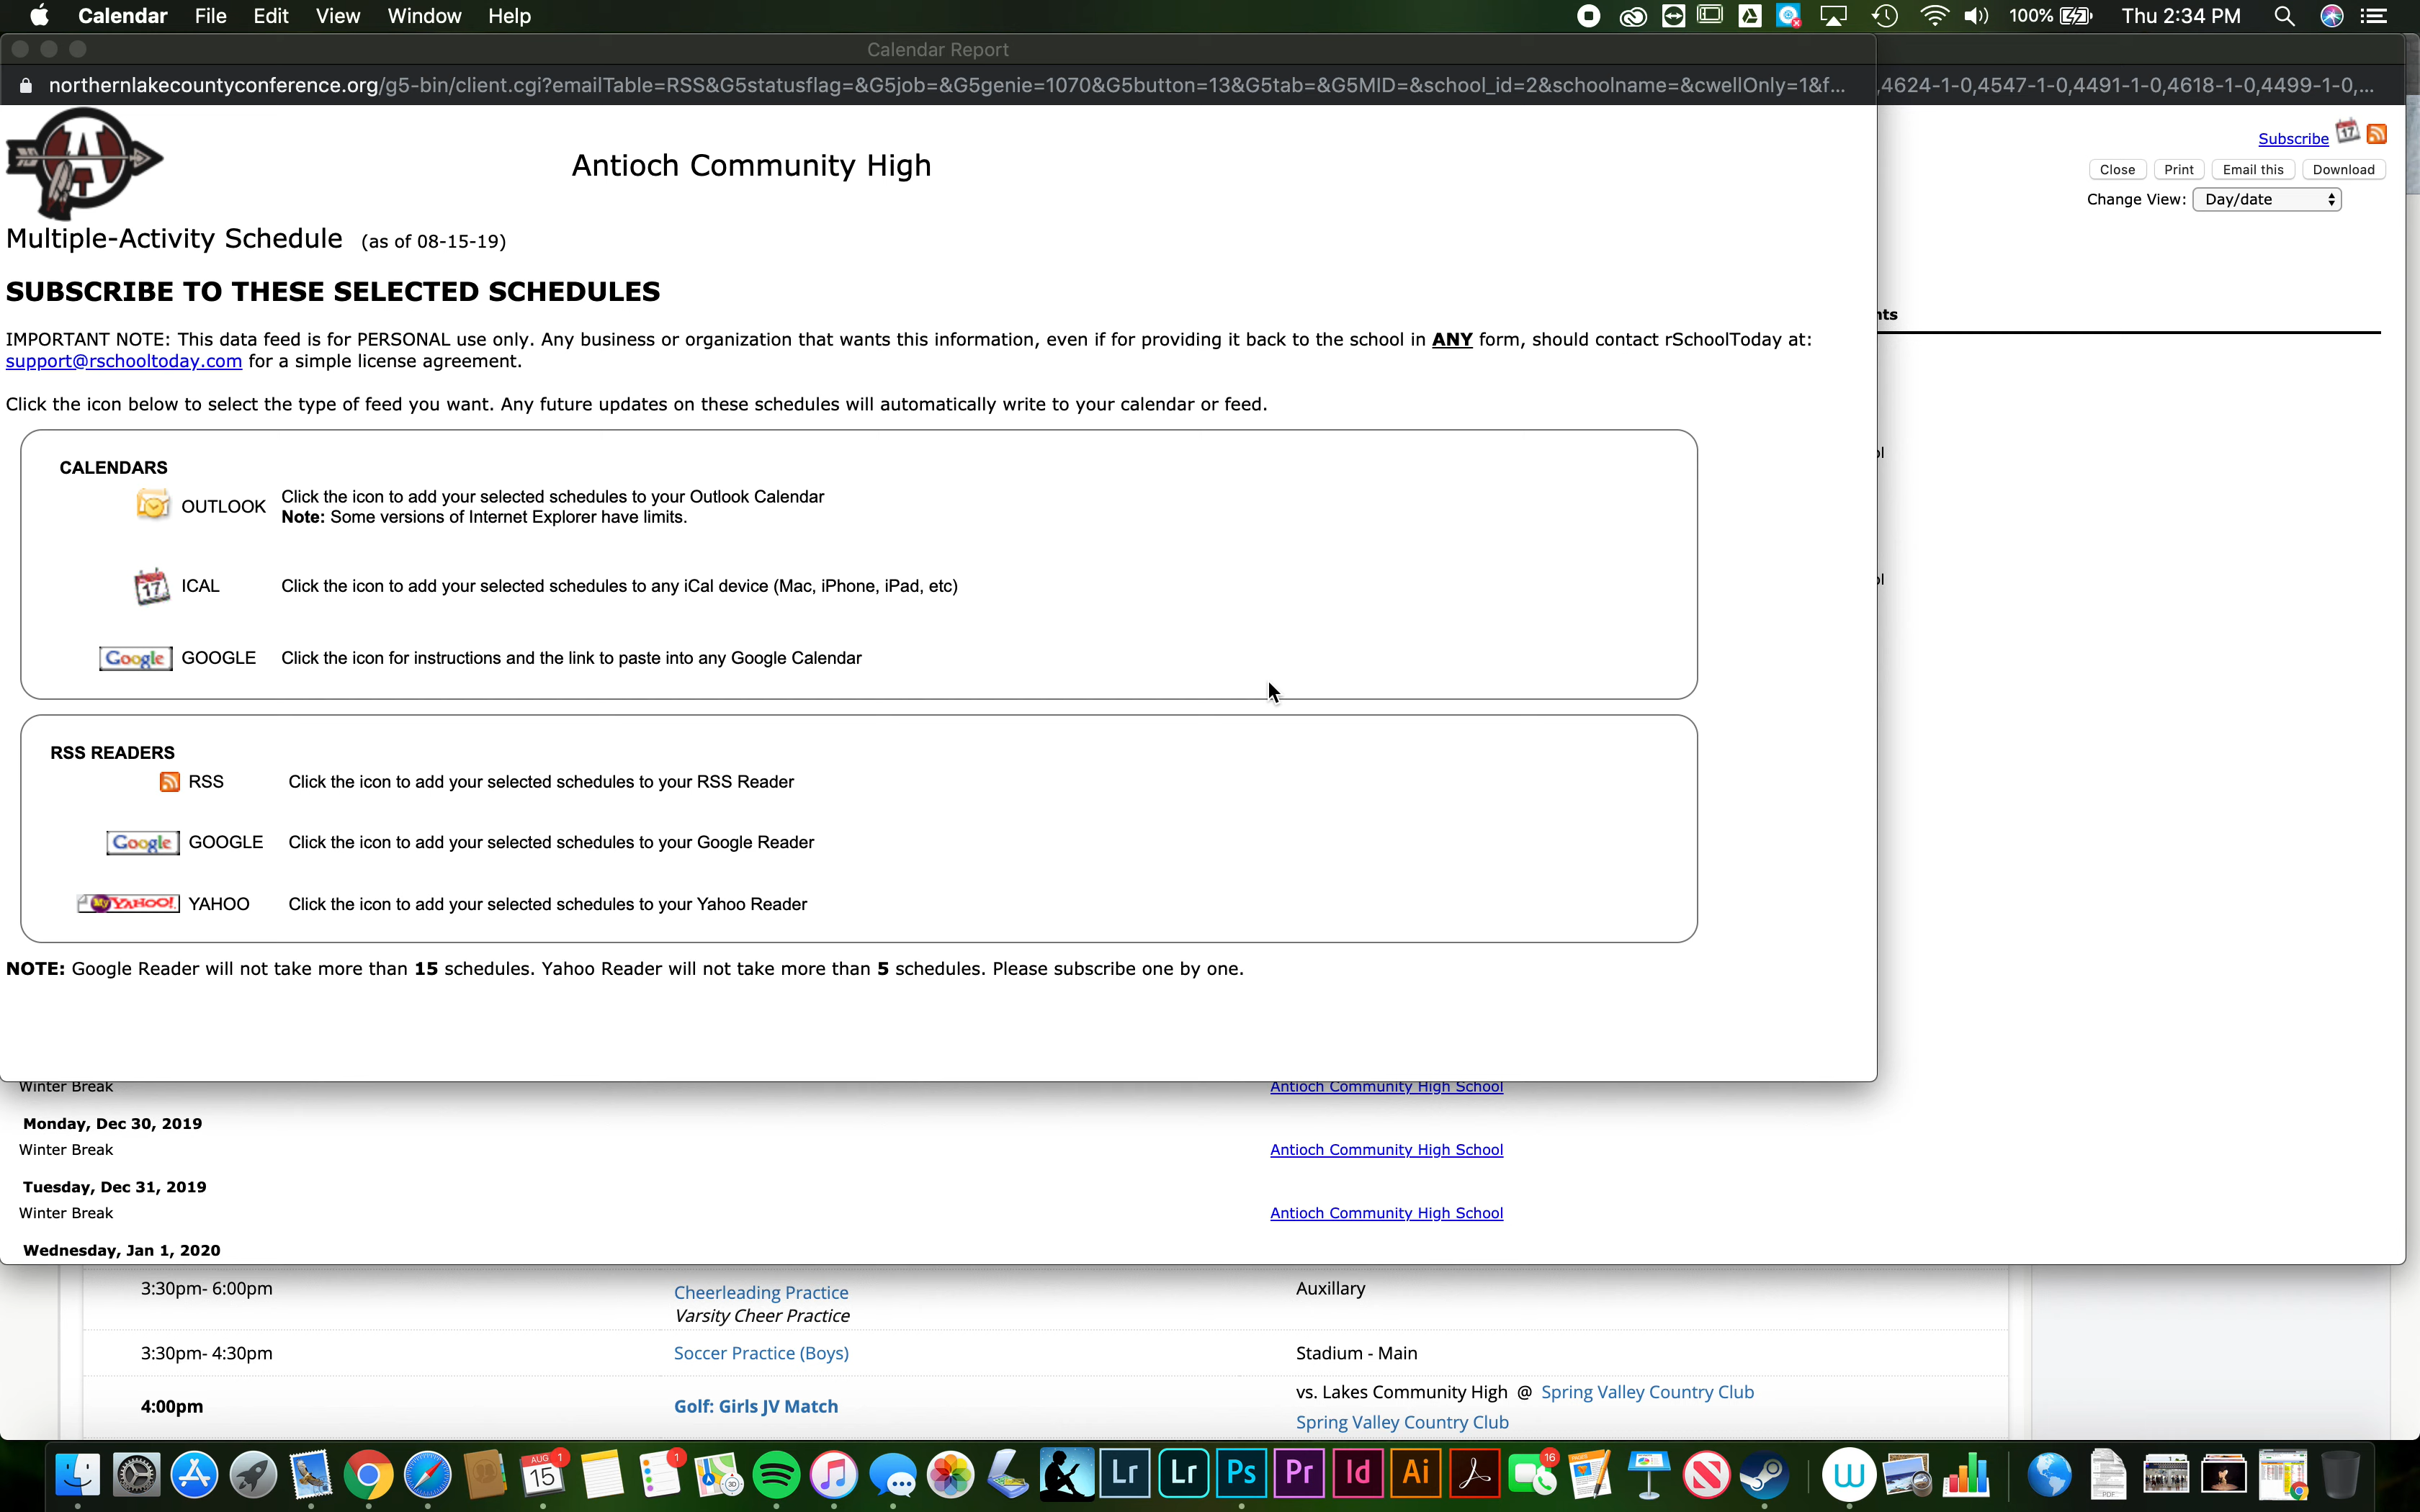 Calendar File Edit View Window Help 100% Thu 2:34 PM
Calendar Report
northernlakecountyconference.org/g5-bin/client.cgi?emailTable=RSS&G5statusflag=&G5job=&G5genie=1070&G5button=13&G5tab=&G5MID=&school_id=2&schoolname=&cwellOnly=1&f... ,4624-1-0,4547-1-0,4491-1-0,4618-1-0,4499-1-0,...
A
Antioch Community High
Subscribe 17
Close Print Email this Download
Change View: Day/date
Multiple-Activity Schedule (as of 08-15-19)
SUBSCRIBE TO THESE SELECTED SCHEDULES
nts
IMPORTANT NOTE: This data feed is for PERSONAL use only. Any business or organization that wants this information, even if for providing it back to the school in ANY form, should contact rSchoolToday at:
support@rschooltoday.com for a simple license agreement.
Click the icon below to select the type of feed you want. Any future updates on these schedules will automatically write to your calendar or feed.
CALENDARS
OUTLOOK Click the icon to add your selected schedules to your Outlook Calendar
Note: Some versions of Internet Explorer have limits.
17 ICAL Click the icon to add your selected schedules to any iCal device (Mac, iPhone, iPad, etc)
ol
Google GOOGLE Click the icon for instructions and the link to paste into any Google Calendar
RSS READERS
RSS Click the icon to add your selected schedules to your RSS Reader
Google GOOGLE Click the icon to add your selected schedules to your Google Reader
My YAHOO! YAHOO Click the icon to add your selected schedules to your Yahoo Reader
NOTE: Google Reader will not take more than 15 schedules. Yahoo Reader will not take more than 5 schedules. Please subscribe one by one.
Winter Break Antioch Community High School
Monday, Dec 30, 2019
Winter Break Antioch Community High School
Tuesday, Dec 31, 2019
Winter Break Antioch Community High School
Wednesday, Jan 1, 2020
3:30pm- 6:00pm Cheerleading Practice Auxillary
Varsity Cheer Practice
3:30pm- 4:30pm Soccer Practice (Boys) Stadium - Main
4:00pm Golf: Girls JV Match vs. Lakes Community High @ Spring Valley Country Club
Spring Valley Country Club
AUG 15 1 1 3D Lr Lr Ps Pr Id Ai 16 N W PDF